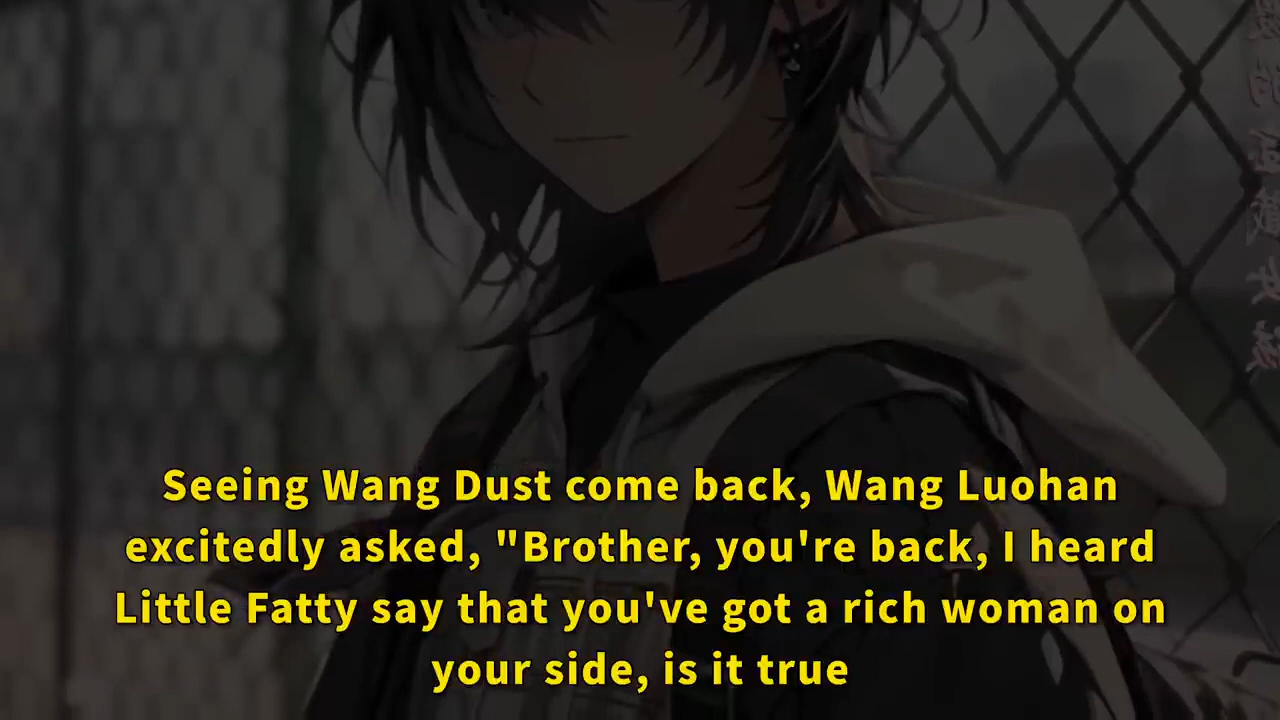 Seeing Wang Dust come back, Wang Luohan
excitedly asked, "Brother, you're back, I heard
Little Fatty say that you've got a rich woman on
your side, is it true